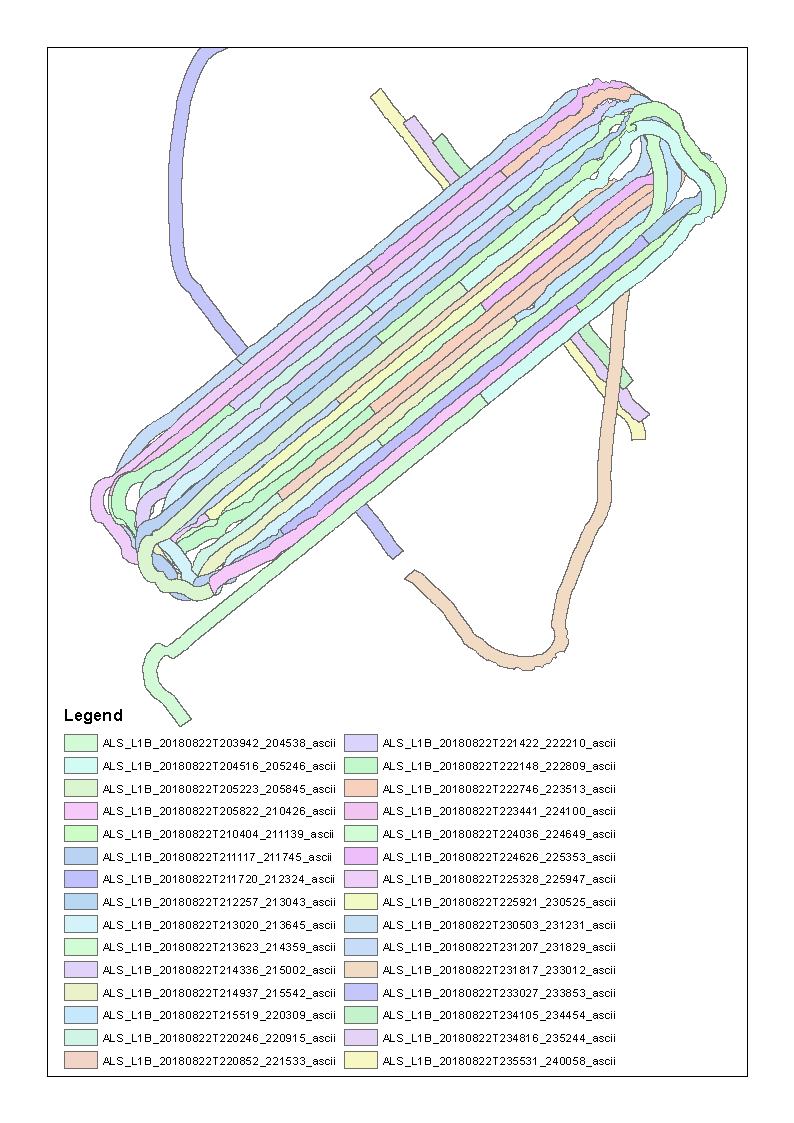 Legend
ALS_L1B_20180822T203942_204538_ascii
ALS_L1B_20180822T204516_205246_ascii
ALS_L1B_20180822T205223_205845_ascii
ALS_L1B_20180822T205822_210426_ascii
ALS_L1B_20180822T210404_211139_ascii
ALS_L1B_20180822T211117_211745_ascii
ALS_L1B_20180822T211720_212324_ascii
ALS_L1B_20180822T212257_213043_ascii
ALS_L1B_20180822T213020_213645_ascii
ALS_L1B_20180822T213623_214359_ascii
ALS_L1B_20180822T214336_215002_ascii
ALS_L1B_20180822T214937_215542_ascii
ALS_L1B_20180822T215519_220309_ascii
ALS_L1B_20180822T220246_220915_ascii
ALS_L1B_20180822T220852_221533_ascii
ALS_L1B_20180822T221422_222210_ascii
ALS_L1B_20180822T222148_222809_ascii
ALS_L1B_20180822T222746_223513_ascii
ALS_L1B_20180822T223441_224100_ascii
ALS_L1B_20180822T224036_224649_ascii
ALS_L1B_20180822T224626_225353_ascii
ALS_L1B_20180822T225328_225947_ascii
ALS_L1B_20180822T225921_230525_ascii
ALS_L1B_20180822T230503_231231_ascii
ALS_L1B_20180822T231207_231829_ascii
ALS_L1B_20180822T231817_233012_ascii
ALS_L1B_20180822T233027_233853_ascii
ALS_L1B_20180822T234105_234454_ascii
ALS_L1B_20180822T234816_235244_ascii
ALS_L1B_20180822T235531_240058_ascii